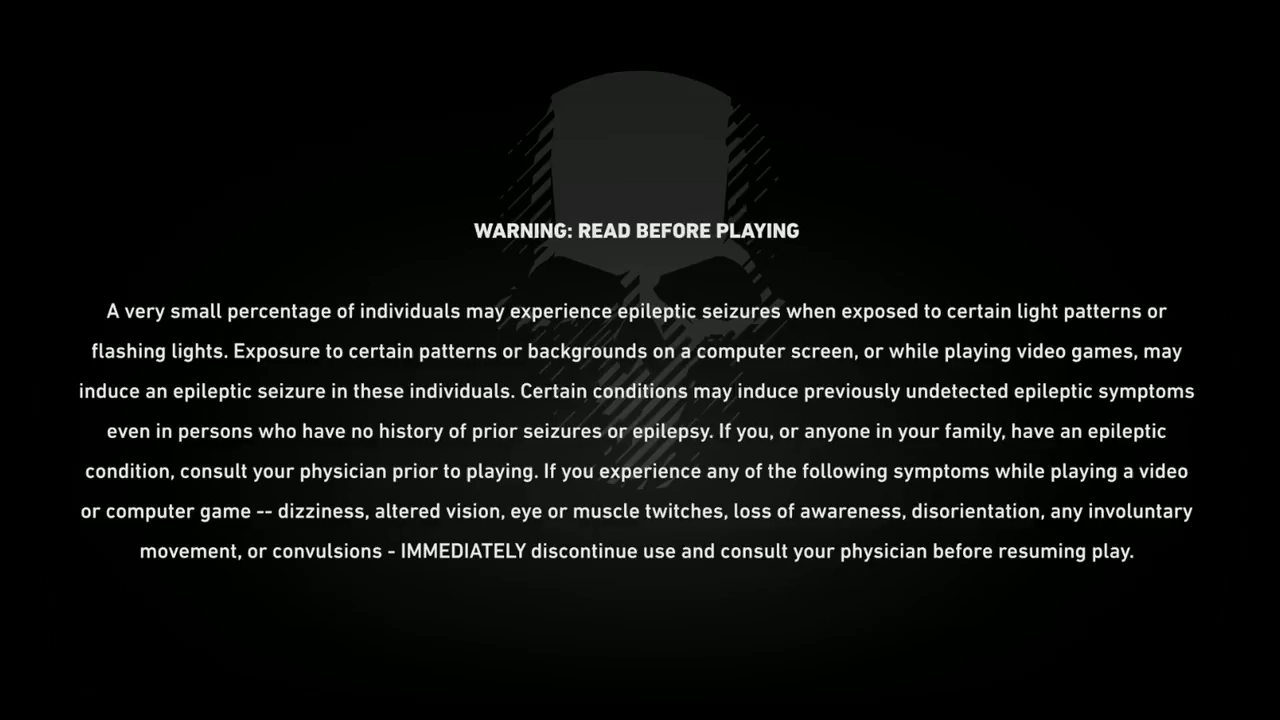 WARNING: READ BEFORE PLAYING
A very small percentage of individuals may experience epileptic seizures when exposed to certain light patterns or
flashing lights. Exposure to certain patterns or backgrounds on a computer screen, or while playing video games, may
induce an epileptic seizure in these individuals. Certain conditions may induce previously undetected epileptic symptoms
even in persons who have no history of prior seizures or epilepsy. If you, or anyone in your family, have an epileptic
condition, consult your physician prior to playing. If you experience any of the following symptoms while playing a video
or computer game -- dizziness, altered vision, eye or muscle twitches, loss of awareness, disorientation, any involuntary
movement, or convulsions - IMMEDIATELY discontinue use and consult your physician before resuming play.